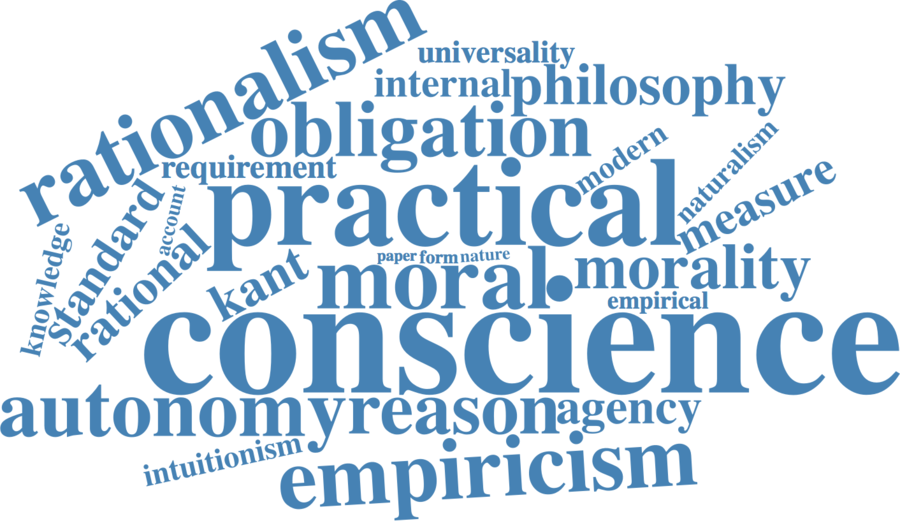 rationalism
universality
internal philosophy
obligation
requirement
modern
naturalism
practical
measure
account
standard
knowledge
rational
kant
paper form nature
moral morality
empirical
conscience
autonomy reason agency
intuitionism
empiricism